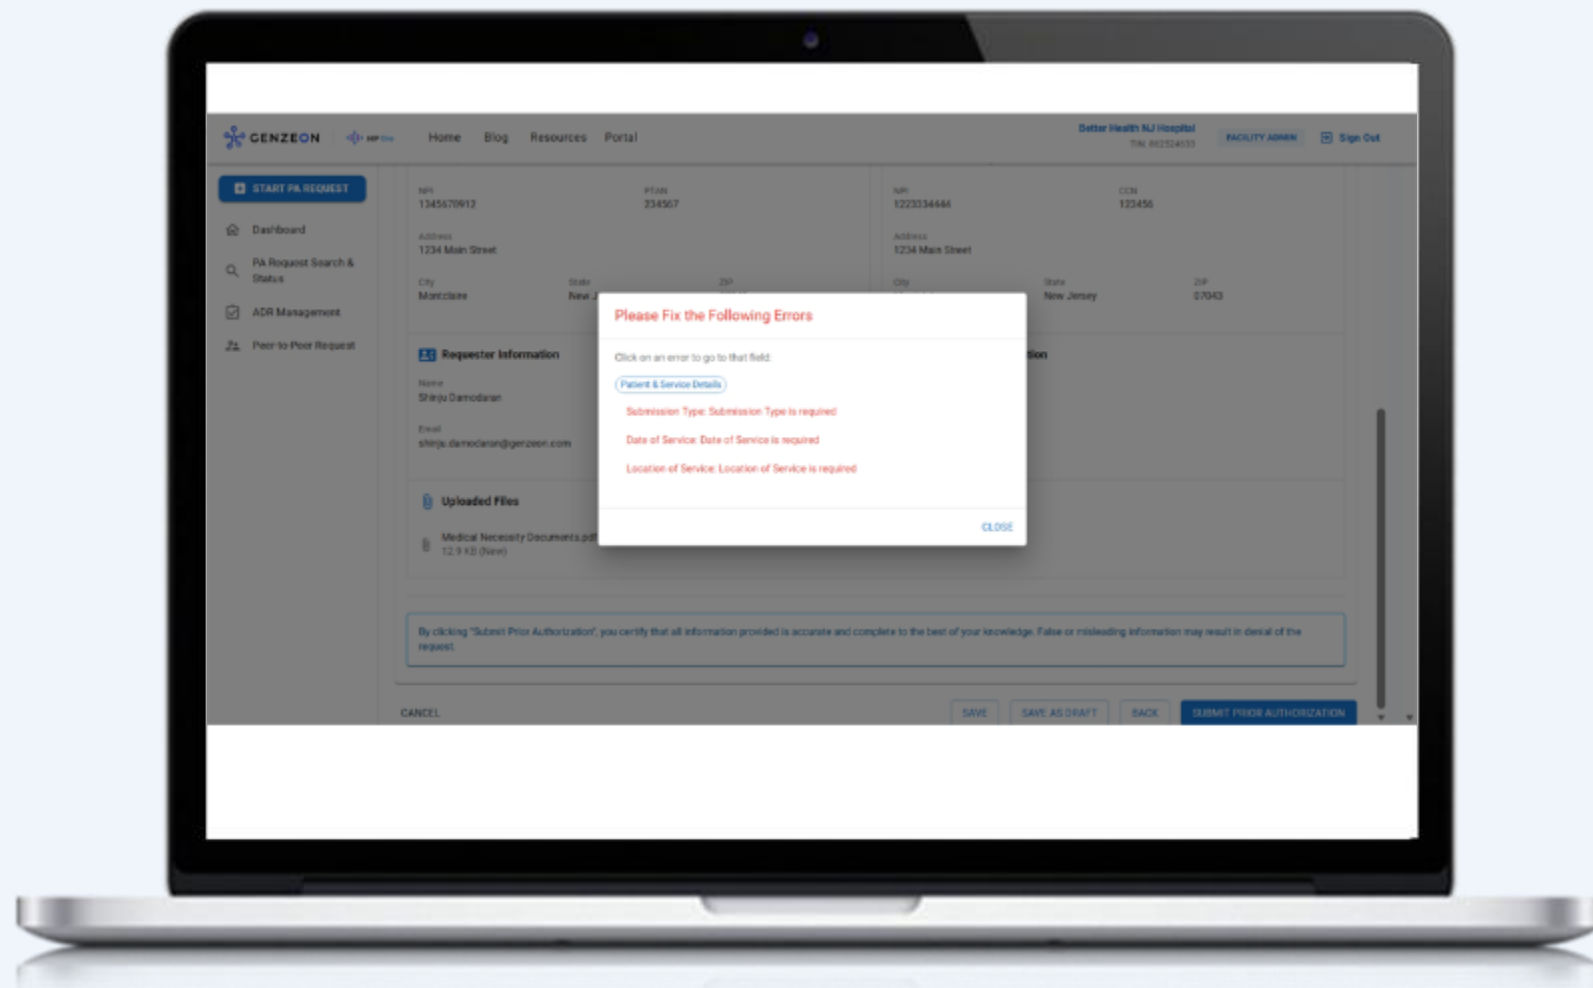 GENZEON
HIP One
Home
Blog
Resources
Portal
Better Health NJ Hospital
TIN:
FACILITY ADMIN
Sign Out
START PA REQUEST
Dashboard
PA Request Search &
Status
ADR Management
Peer-to-Peer Request
NPI
1345670912
PTAN
234567
Address
1234 Main Street
City
State
ZIP
Montclaire
New J
NPI
1223334444
CCN
123456
Address
1234 Main Street
City
State
ZIP
New Jersey
07043
Requester Information
tion
Name
Shinju Damodaran
Email
shinju.damodaran@genzeon.com
Uploaded Files
Medical Necessity Documents.pdf
12.9 KB (New)
Please Fix the Following Errors
Click on an error to go to that field:
Patient & Service Details
Submission Type: Submission Type is required
Date of Service: Date of Service is required
Location of Service: Location of Service is required
CLOSE
By clicking "Submit Prior Authorization", you certify that all information provided is accurate and complete to the best of your knowledge. False or misleading information may result in denial of the
request.
CANCEL
SAVE
SAVE AS DRAFT
BACK
SUBMIT PRIOR AUTHORIZATION